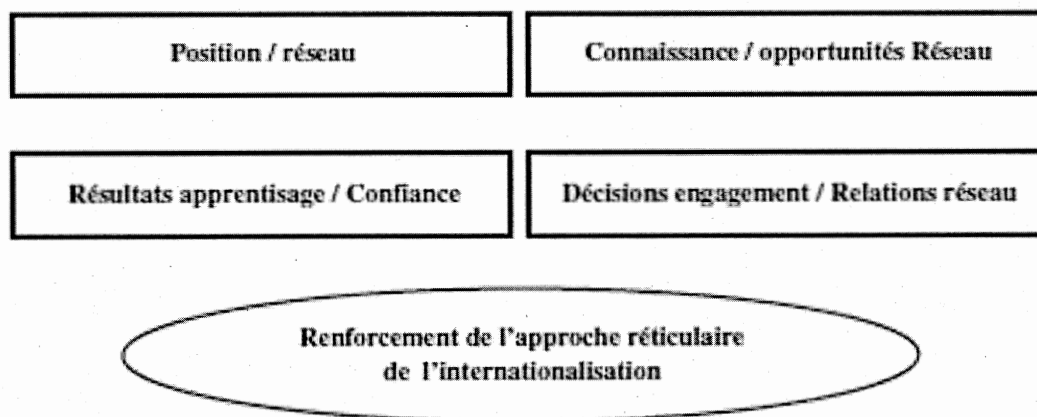 Position / réseau
Connaissance / opportunités Réseau
Résultats apprentisage / Confiance
Décisions engagement / Relations réseau
Renforcement de l'approche réticulaire
de l'internationalisation